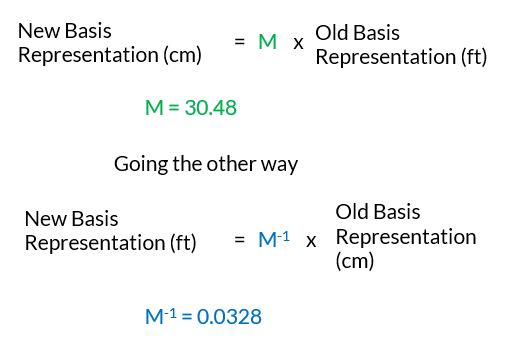 New Basis
Representation (cm)
= M x
Old Basis
Representation (ft)
M = 30.48
Going the other way
New Basis
Representation (ft)
= M⁻¹ x
Old Basis
Representation
(cm)
M⁻¹ = 0.0328